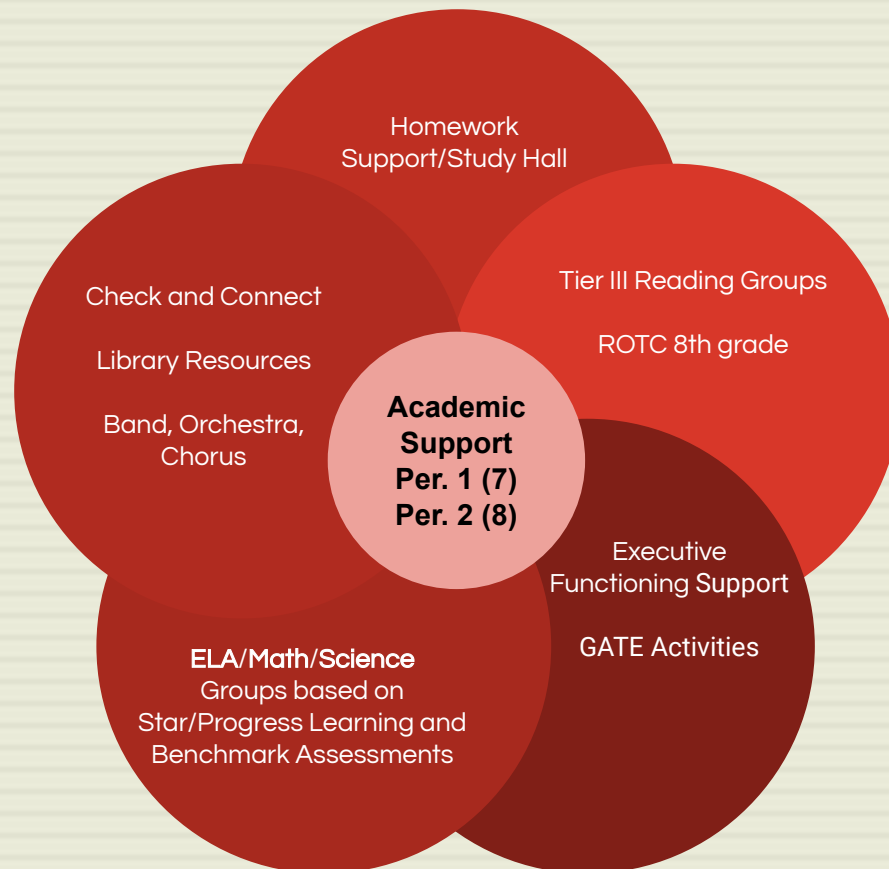 Homework
Support/Study Hall
Check and Connect
Library Resources
Band, Orchestra,
Chorus
Tier III Reading Groups
ROTC 8th grade
Academic
Support
Per. 1 (7)
Per. 2 (8)
Executive
Functioning Support
GATE Activities
ELA/Math/Science
Groups based on
Star/Progress Learning and
Benchmark Assessments